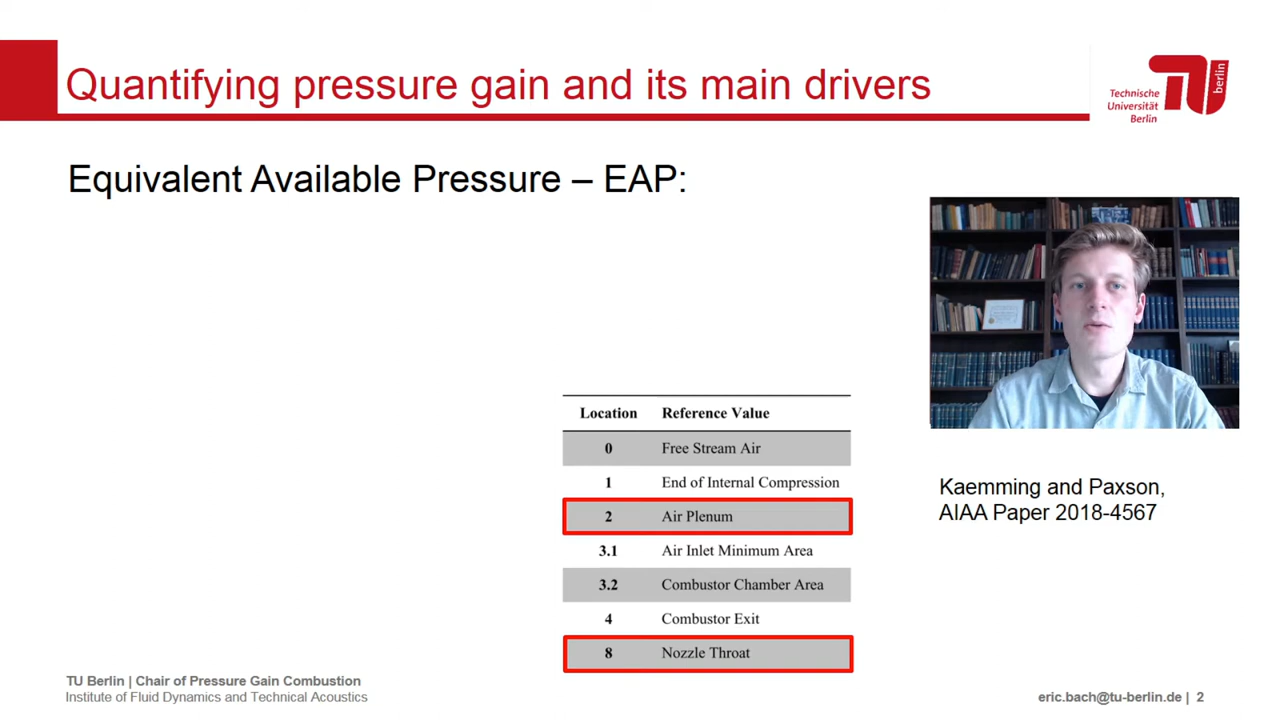 Quantifying pressure gain and its main drivers
Technische
Universität
Berlin
berlin
Equivalent Available Pressure – EAP:
Location Reference Value
0 Free Stream Air
1 End of Internal Compression
2 Air Plenum
3.1 Air Inlet Minimum Area
3.2 Combustor Chamber Area
4 Combustor Exit
8 Nozzle Throat
Kaemming and Paxson,
AIAA Paper 2018-4567
TU Berlin | Chair of Pressure Gain Combustion
Institute of Fluid Dynamics and Technical Acoustics
eric.bach@tu-berlin.de | 2